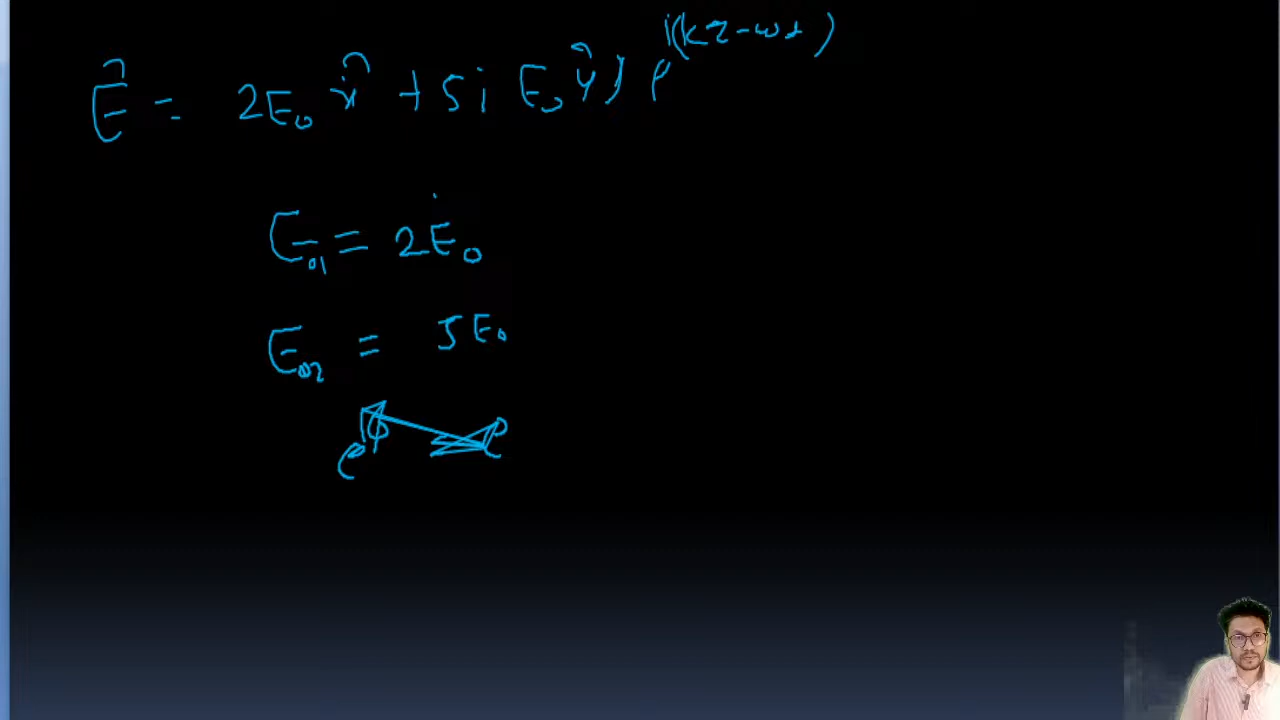 Ê = 2E₀ x̂ + 5i E₀ ŷ) e^i(kz-ωt)
E₀₁ = 2E₀
E₀₂ = 5E₀